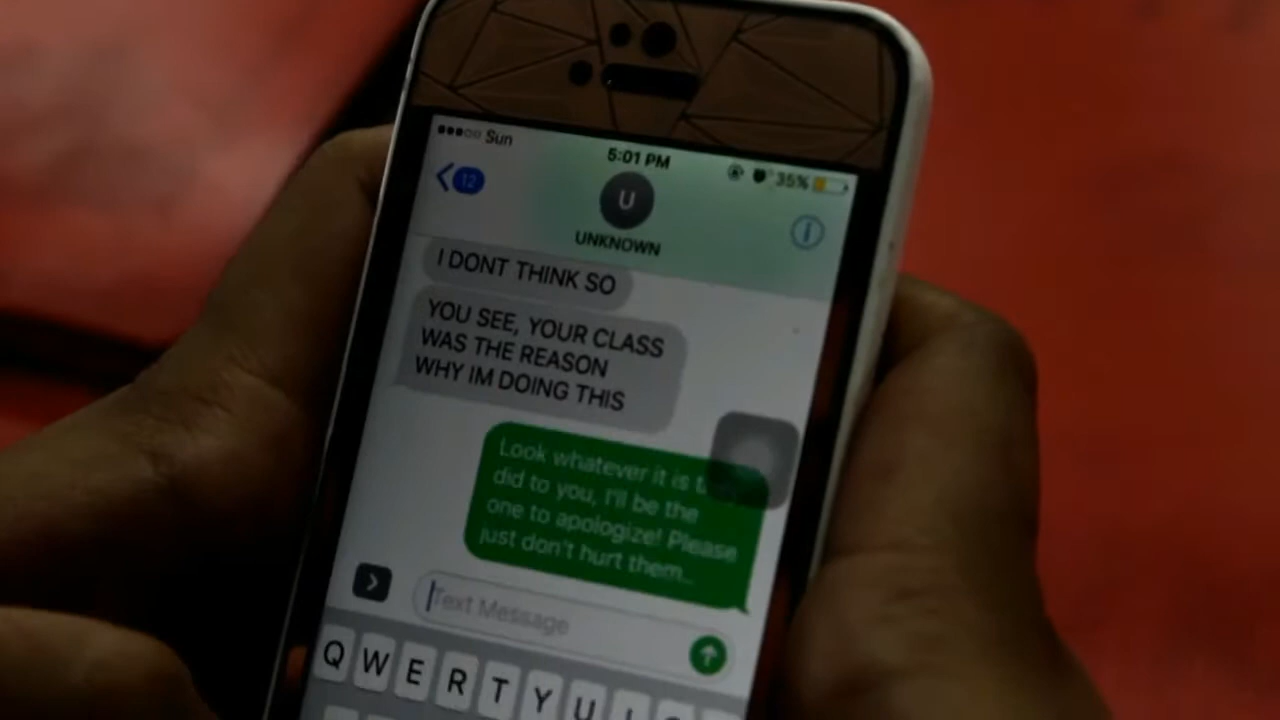 Sun 5:01 PM 35%
12
U
UNKNOWN
I DONT THINK SO
YOU SEE, YOUR CLASS
WAS THE REASON
WHY IM DOING THIS
Look whatever it is
did to you, I'll be the
one to apologize! Please
just don't hurt them..
Text Message
Q W E R T Y U